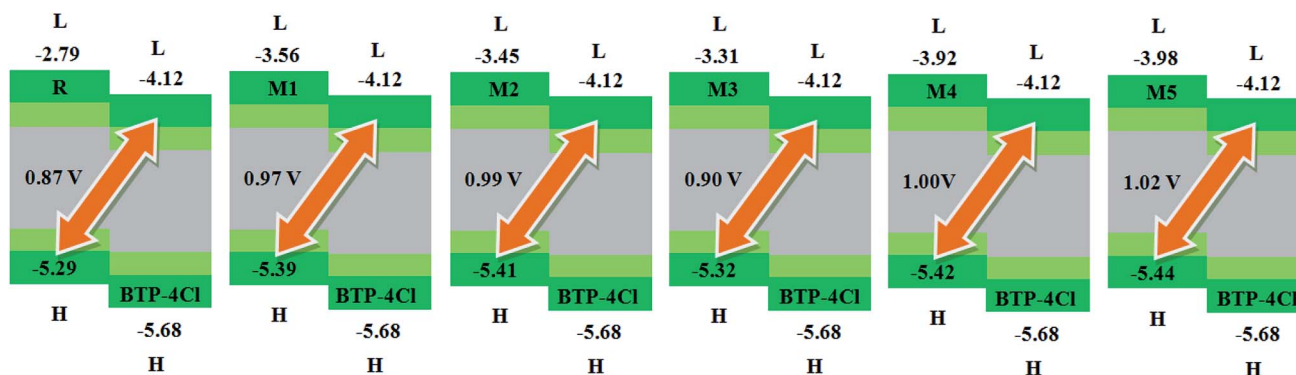 L
-2.79
R
L
-4.12
0.87 V
-5.29
H
BTP-4Cl
-5.68
H
L
-3.56
M1
L
-4.12
0.97 V
-5.39
H
BTP-4Cl
-5.68
H
L
-3.45
M2
L
-4.12
0.99 V
-5.41
H
BTP-4Cl
-5.68
H
L
-3.31
M3
L
-4.12
0.90 V
-5.32
H
BTP-4Cl
-5.68
H
L
-3.92
M4
L
-4.12
1.00V
-5.42
H
BTP-4Cl
-5.68
H
L
-3.98
M5
L
-4.12
1.02 V
-5.44
H
BTP-4Cl
-5.68
H